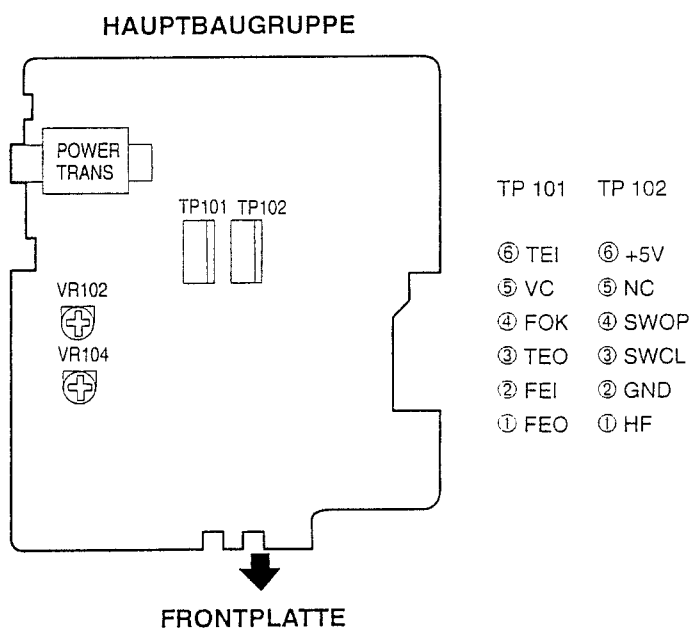 HAUPTBAUGRUPPE
POWER
TRANS
TP101 TP102
VR102
VR104
TP 101 TP 102
⑥ TEI ⑥ +5V
⑤ VC ⑤ NC
④ FOK ④ SWOP
③ TEO ③ SWCL
② FEI ② GND
① FEO ① HF
FRONTPLATTE